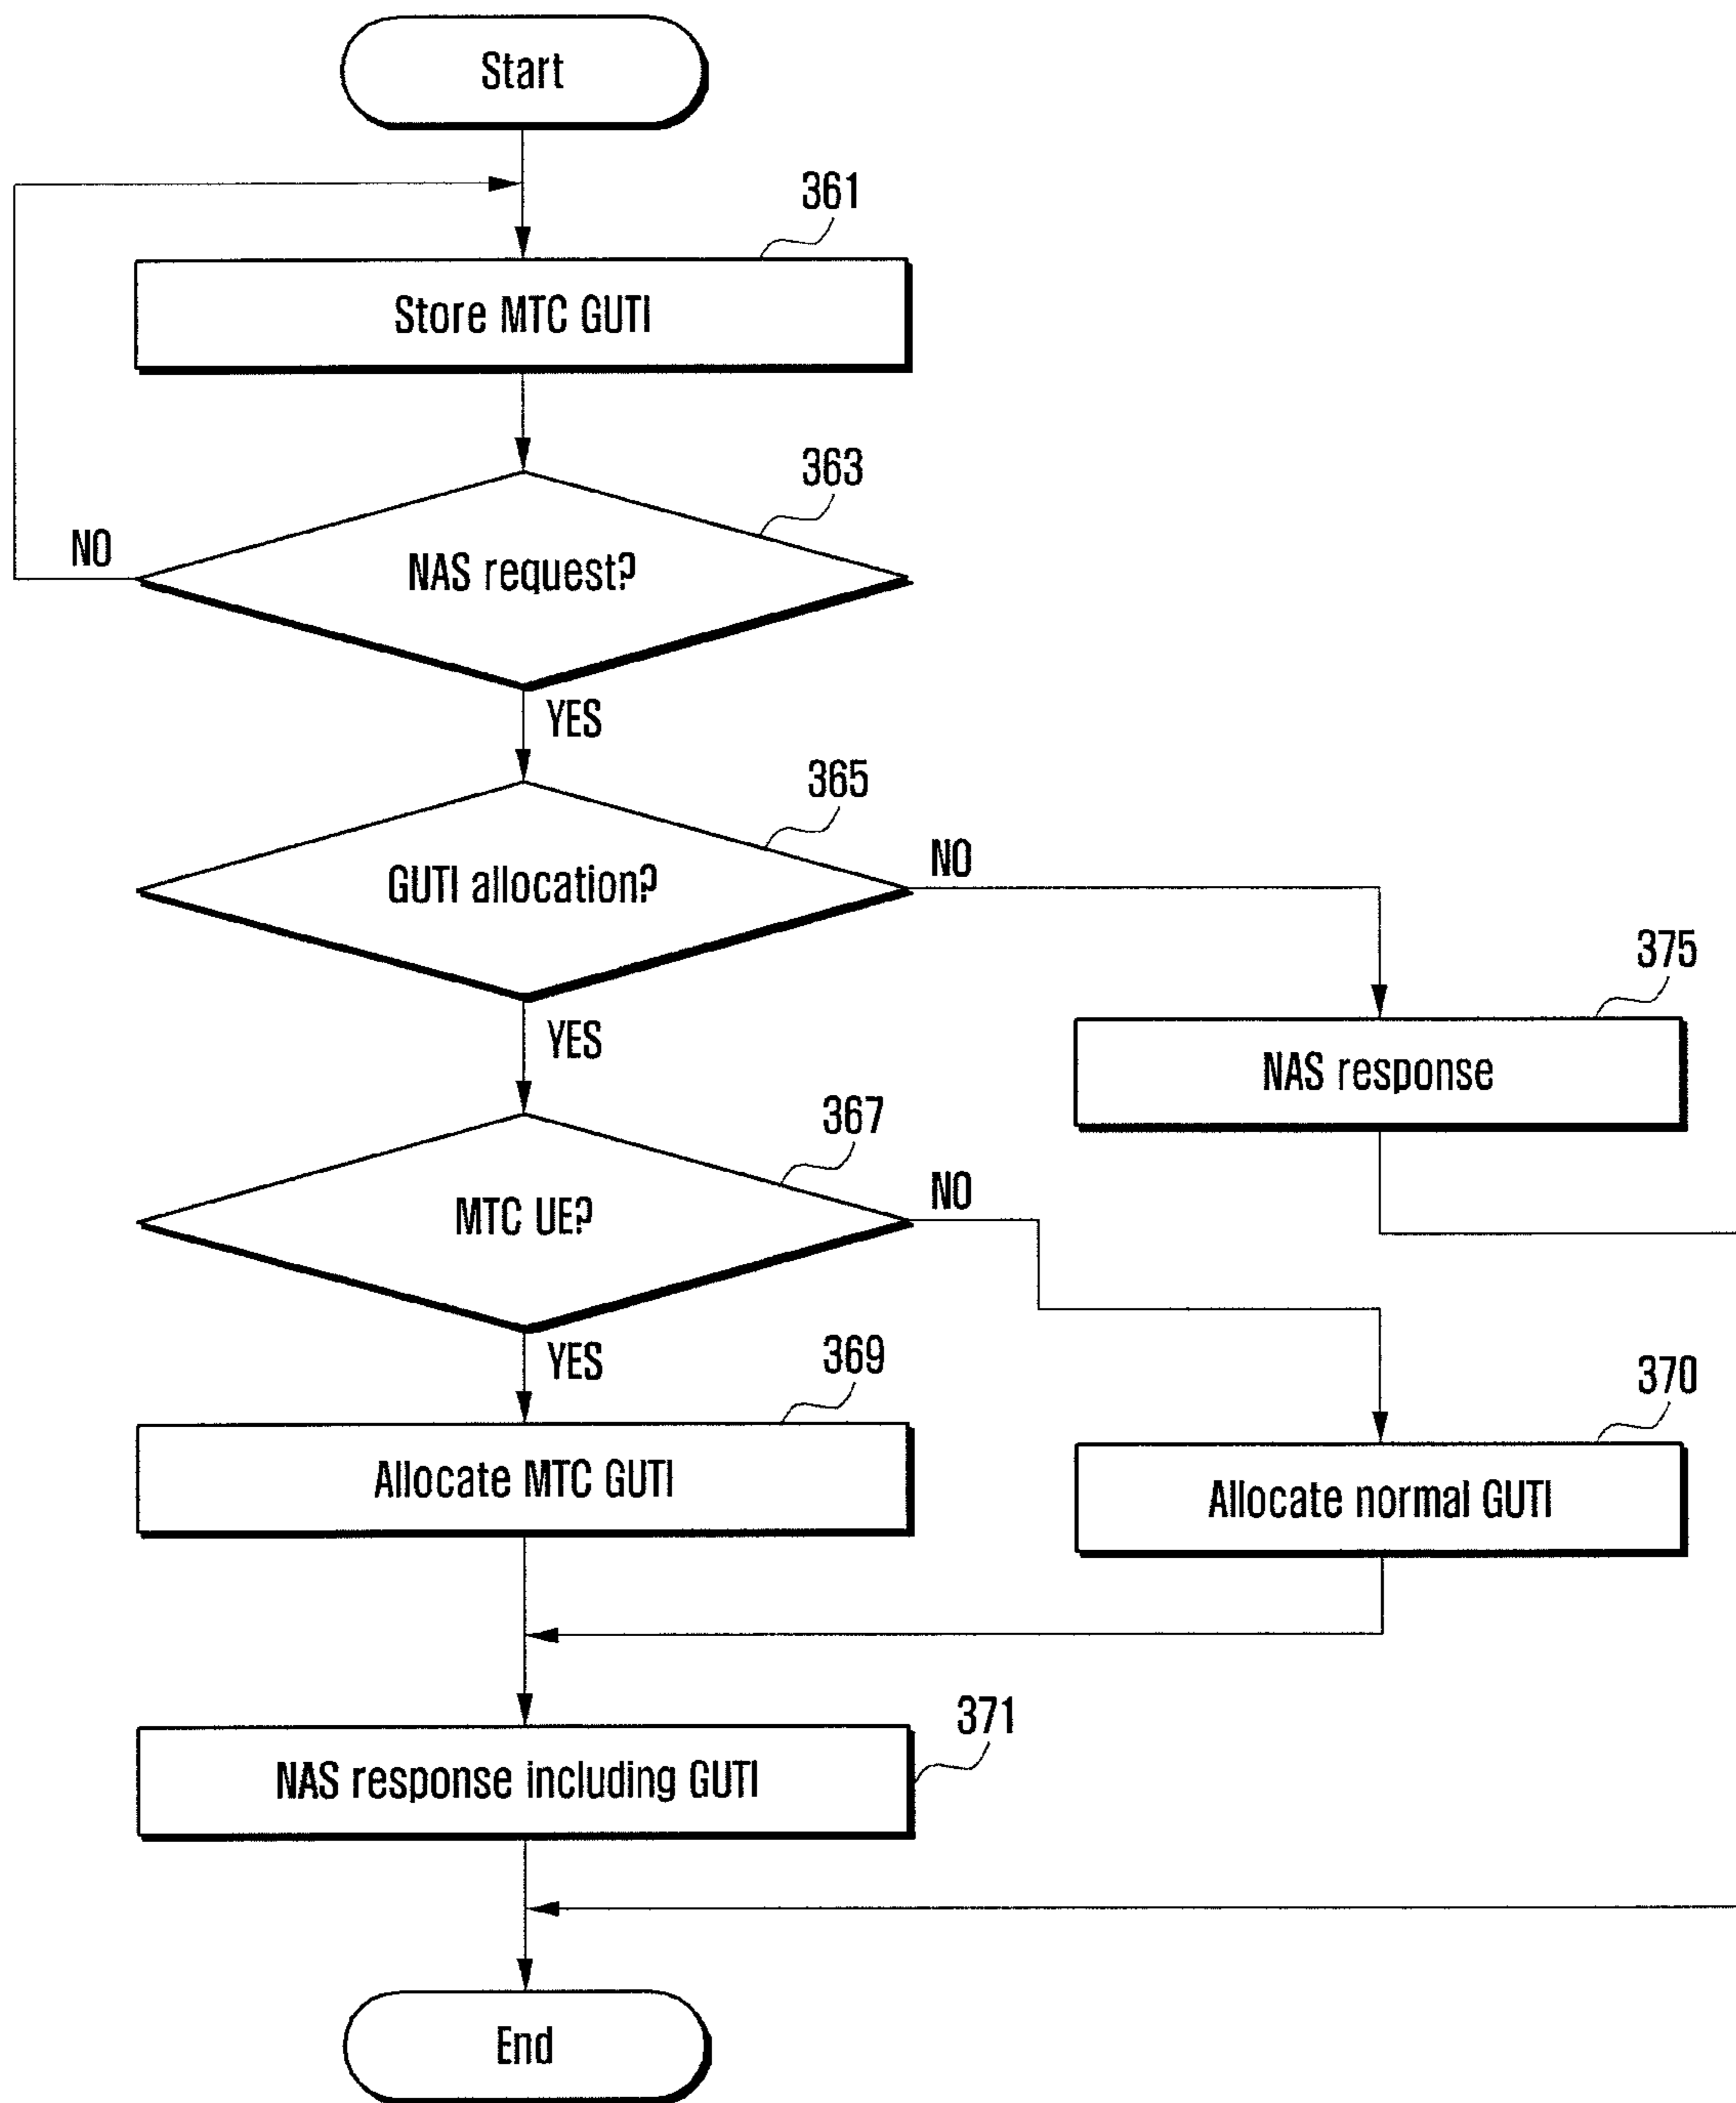 Start
361
Store MTC GUTI
363
NO
NAS request?
YES
365
NO
GUTI allocation?
375
YES
NAS response
367
NO
MTC UE?
YES
369
370
Allocate MTC GUTI
Allocate normal GUTI
371
NAS response including GUTI
End